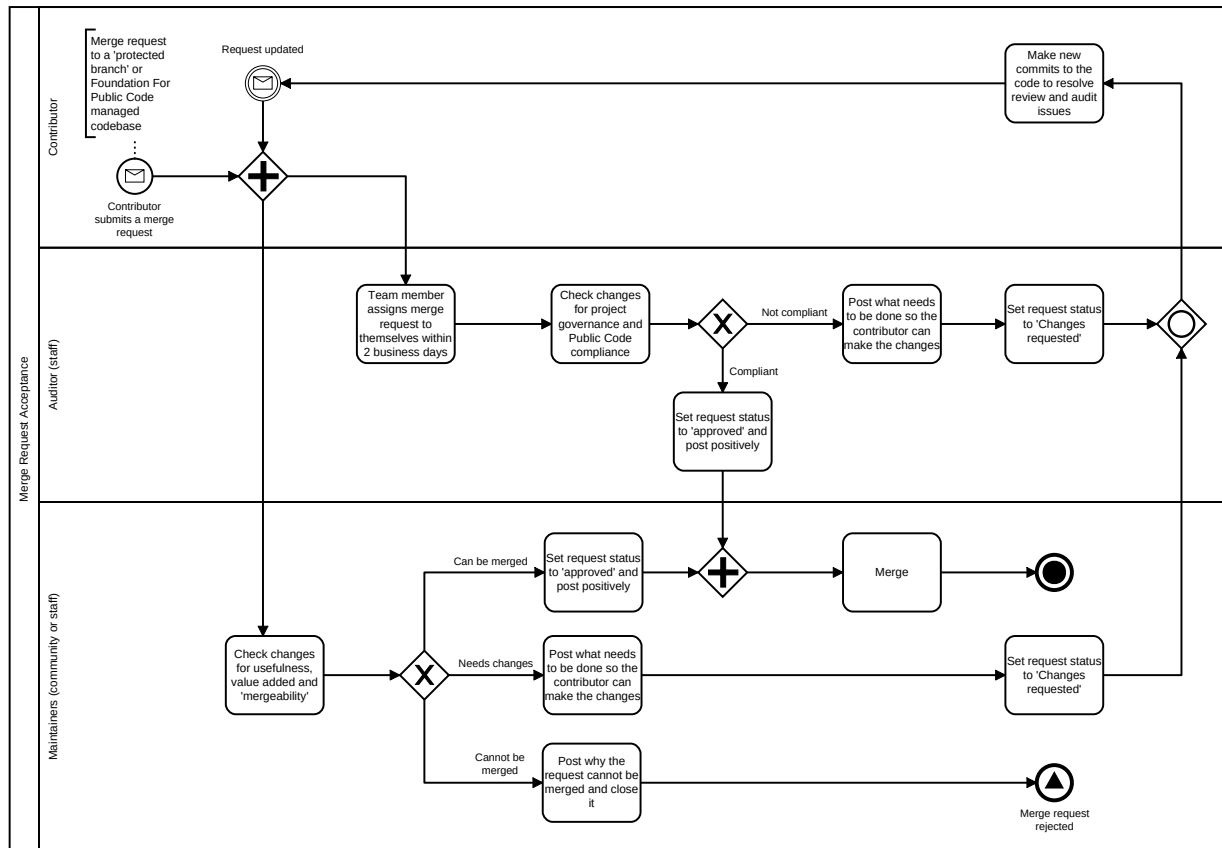 Merge Request Acceptance
Contributor
Merge request
to a 'protected
branch' or
Foundation For
Public Code
managed
codebase
Contributor
submits a merge
request
Request updated
Make new
commits to the
code to resolve
review and audit
issues
Auditor (staff)
Team member
assigns merge
request to
themselves within
2 business days
Check changes
for project
governance and
Public Code
compliance
Not compliant
Compliant
Post what needs
to be done so the
contributor can
make the changes
Set request status
to 'Changes
requested'
Set request status
to 'approved' and
post positively
Maintainers (community or staff)
Check changes
for usefulness,
value added and
'mergeability'
Can be merged
Set request status
to 'approved' and
post positively
Merge
Needs changes
Post what needs
to be done so the
contributor can
make the changes
Set request status
to 'Changes
requested'
Cannot be
merged
Post why the
request cannot be
merged and close
it
Merge request
rejected